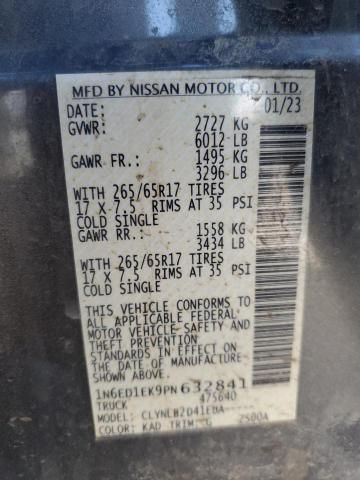 MFD BY NISSAN MOTOR CO., LTD.
DATE: 01/23
GVWR: 2727 KG
6012 LB
GAWR FR.: 1495 KG
3296 LB
WITH 265/65R17 TIRES
17 X 7.5 RIMS AT 35 PSI
COLD SINGLE
GAWR RR.: 1558 KG
3434 LB
WITH 265/65R17 TIRES
17 X 7.5 RIMS AT 35 PSI
COLD SINGLE
THIS VEHICLE CONFORMS TO
ALL APPLICABLE FEDERAL
MOTOR VEHICLE SAFETY
STANDARDS IN EFFECT ON
THE DATE OF MANUFACTURE
SHOWN ABOVE.
1N6ED1EK9PN632841
TRUCK 475640
MODEL:
COLOR: KAD TRIM: G 2500A